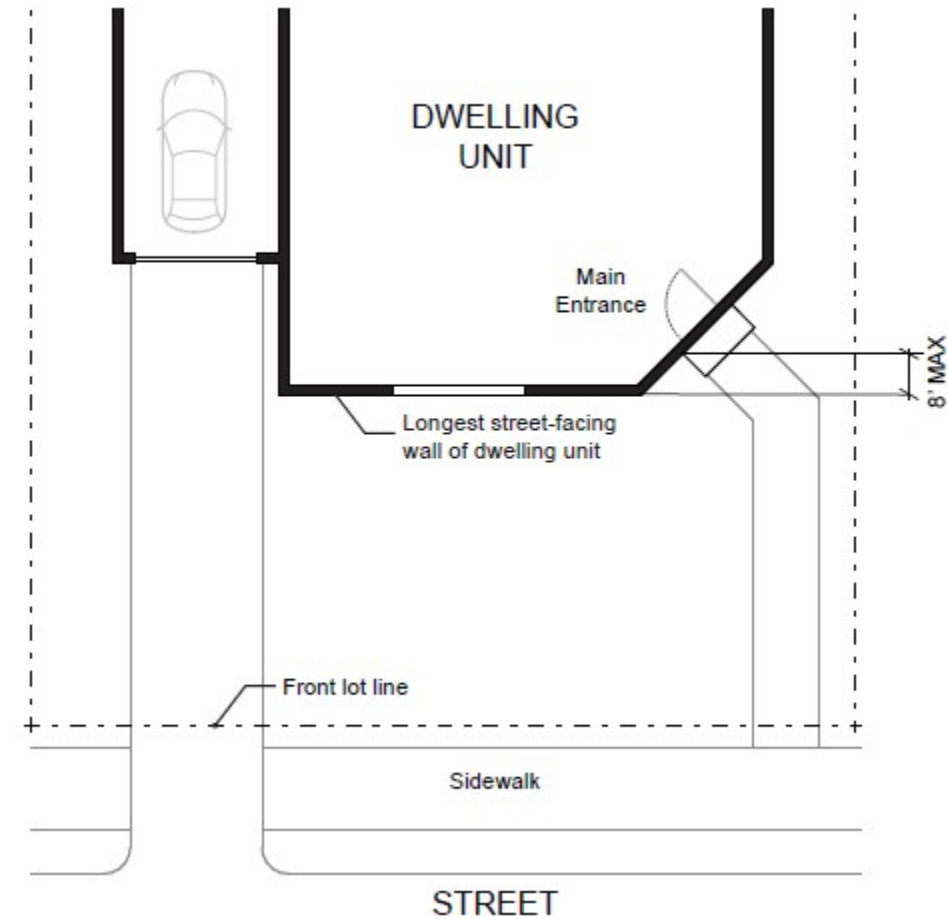 DWELLING
UNIT
Main
Entrance
8' MAX
Longest street-facing
wall of dwelling unit
Front lot line
Sidewalk
STREET